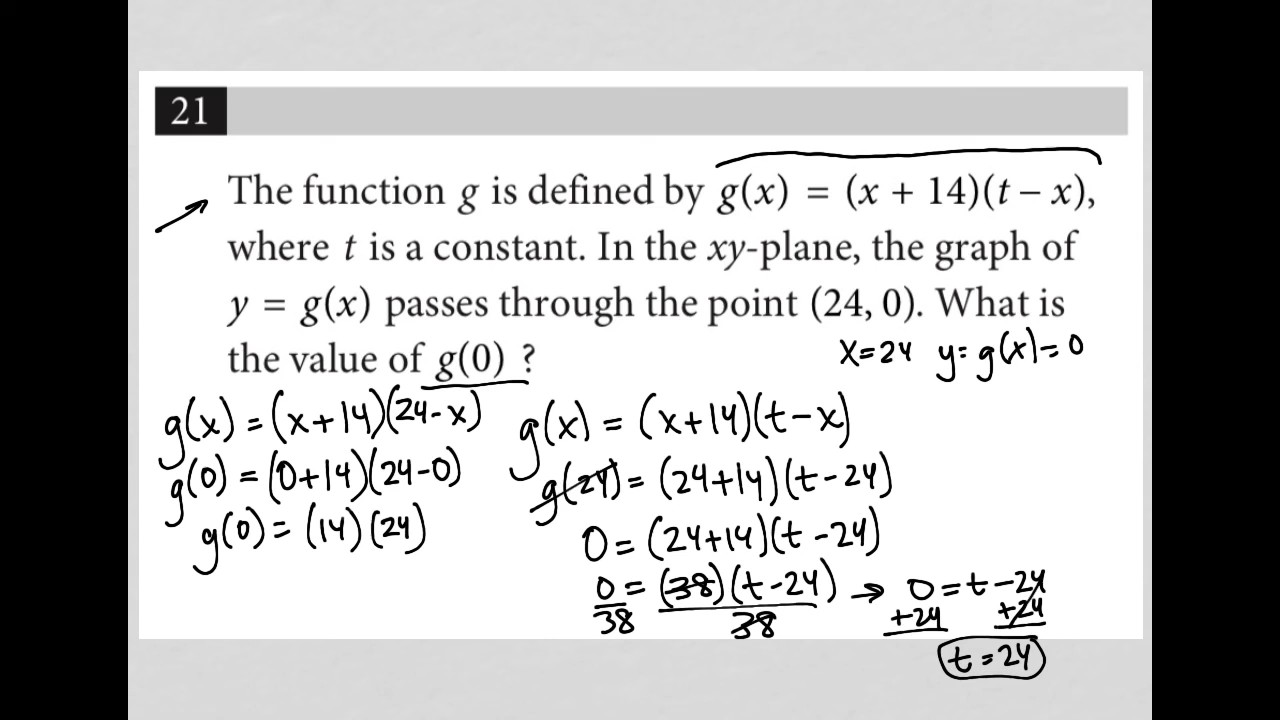 21
The function g is defined by g(x) = (x + 14)(t − x),
where t is a constant. In the xy-plane, the graph of
y = g(x) passes through the point (24, 0). What is
the value of g(0) ?
x=24 y=g(x)=0
g(x) = (x+14)(24-x)
g(0) = (0+14)(24-0)
g(0) = (14)(24)
g(x) = (x+14)(t-x)
g(24) = (24+14)(t-24)
0 = (24+14)(t-24)
0 = (38)(t-24) → 0 = t-24
38 38 +24 +24
t=24